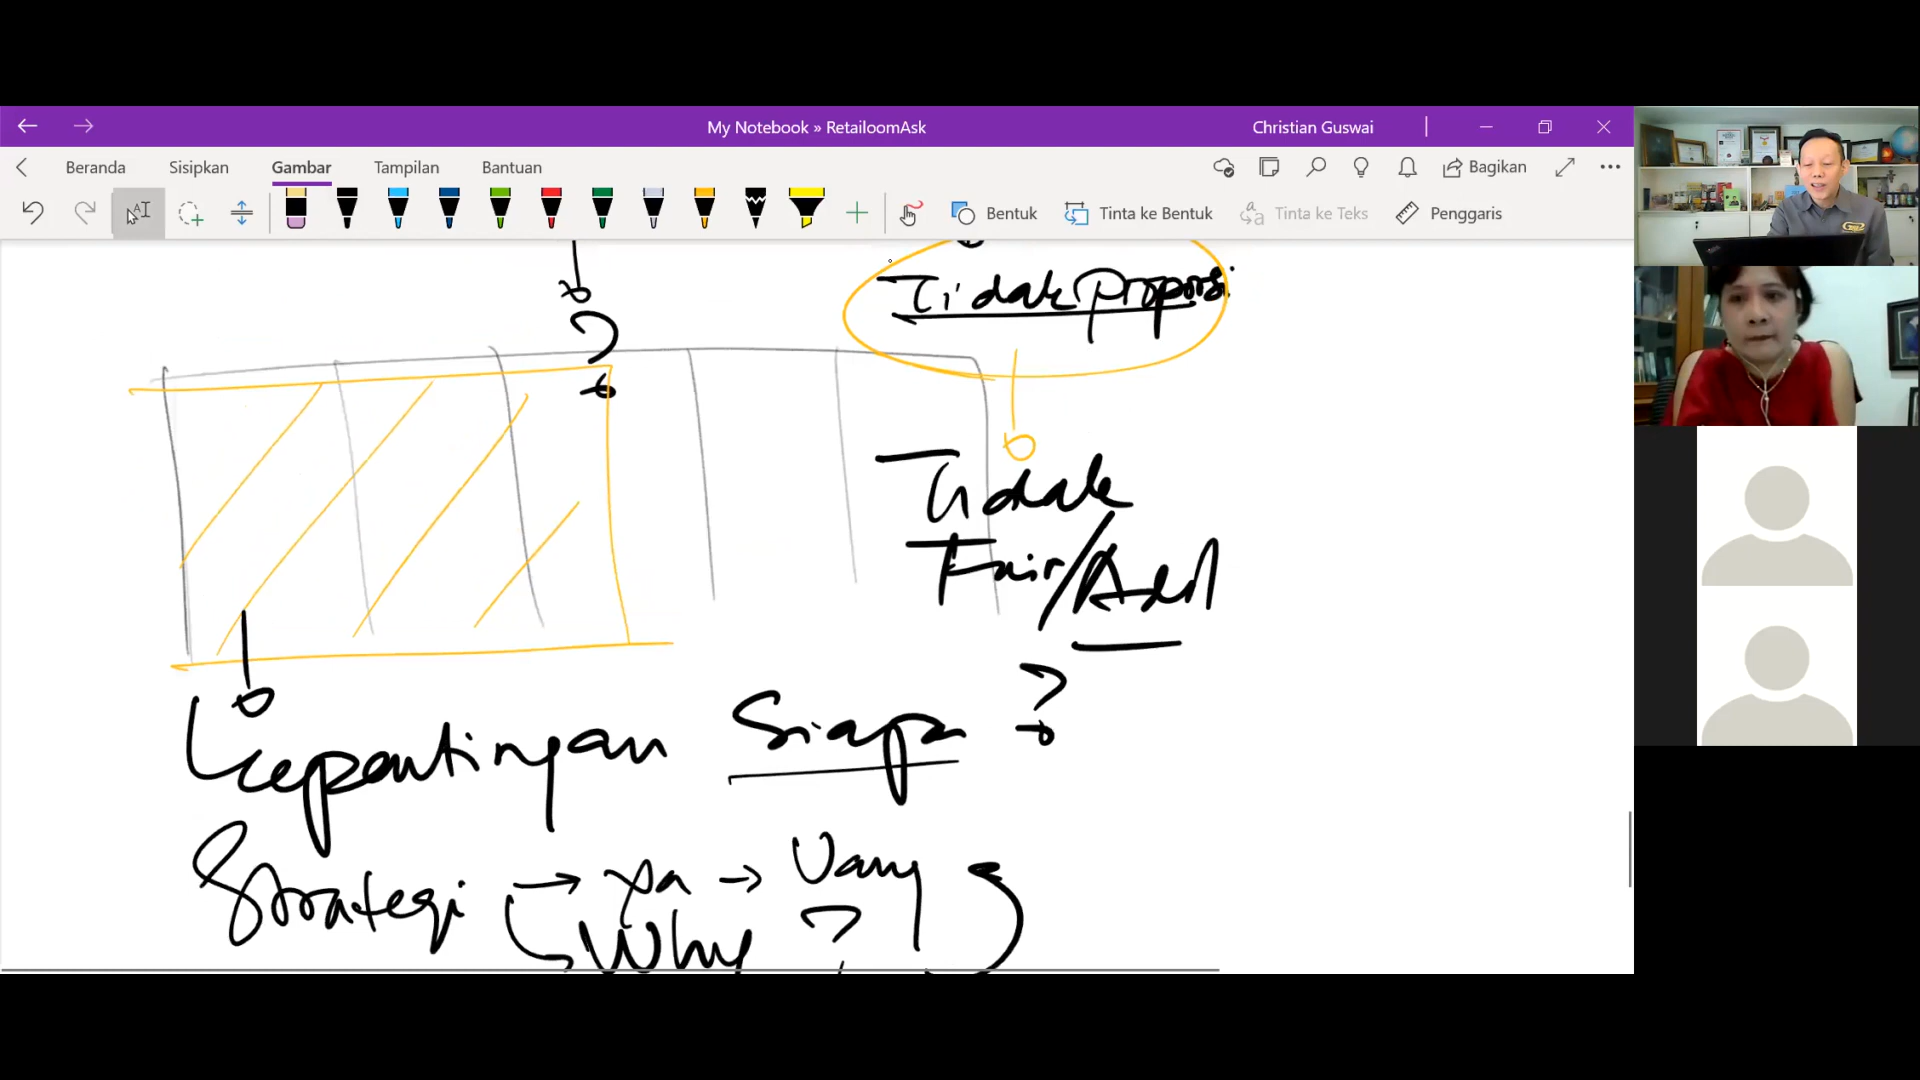 My Notebook » RetailoomAsk
Christian Guswai
Beranda
Sisipkan
Gambar
Tampilan
Bantuan
Bagikan
Bentuk
Tinta ke Bentuk
Tinta ke Teks
Penggaris
Tidak Proporsi
?
Tidak
Fair/Adil
Kepentingan Siapa ?
Strategi → Ya → Uang
Why ?